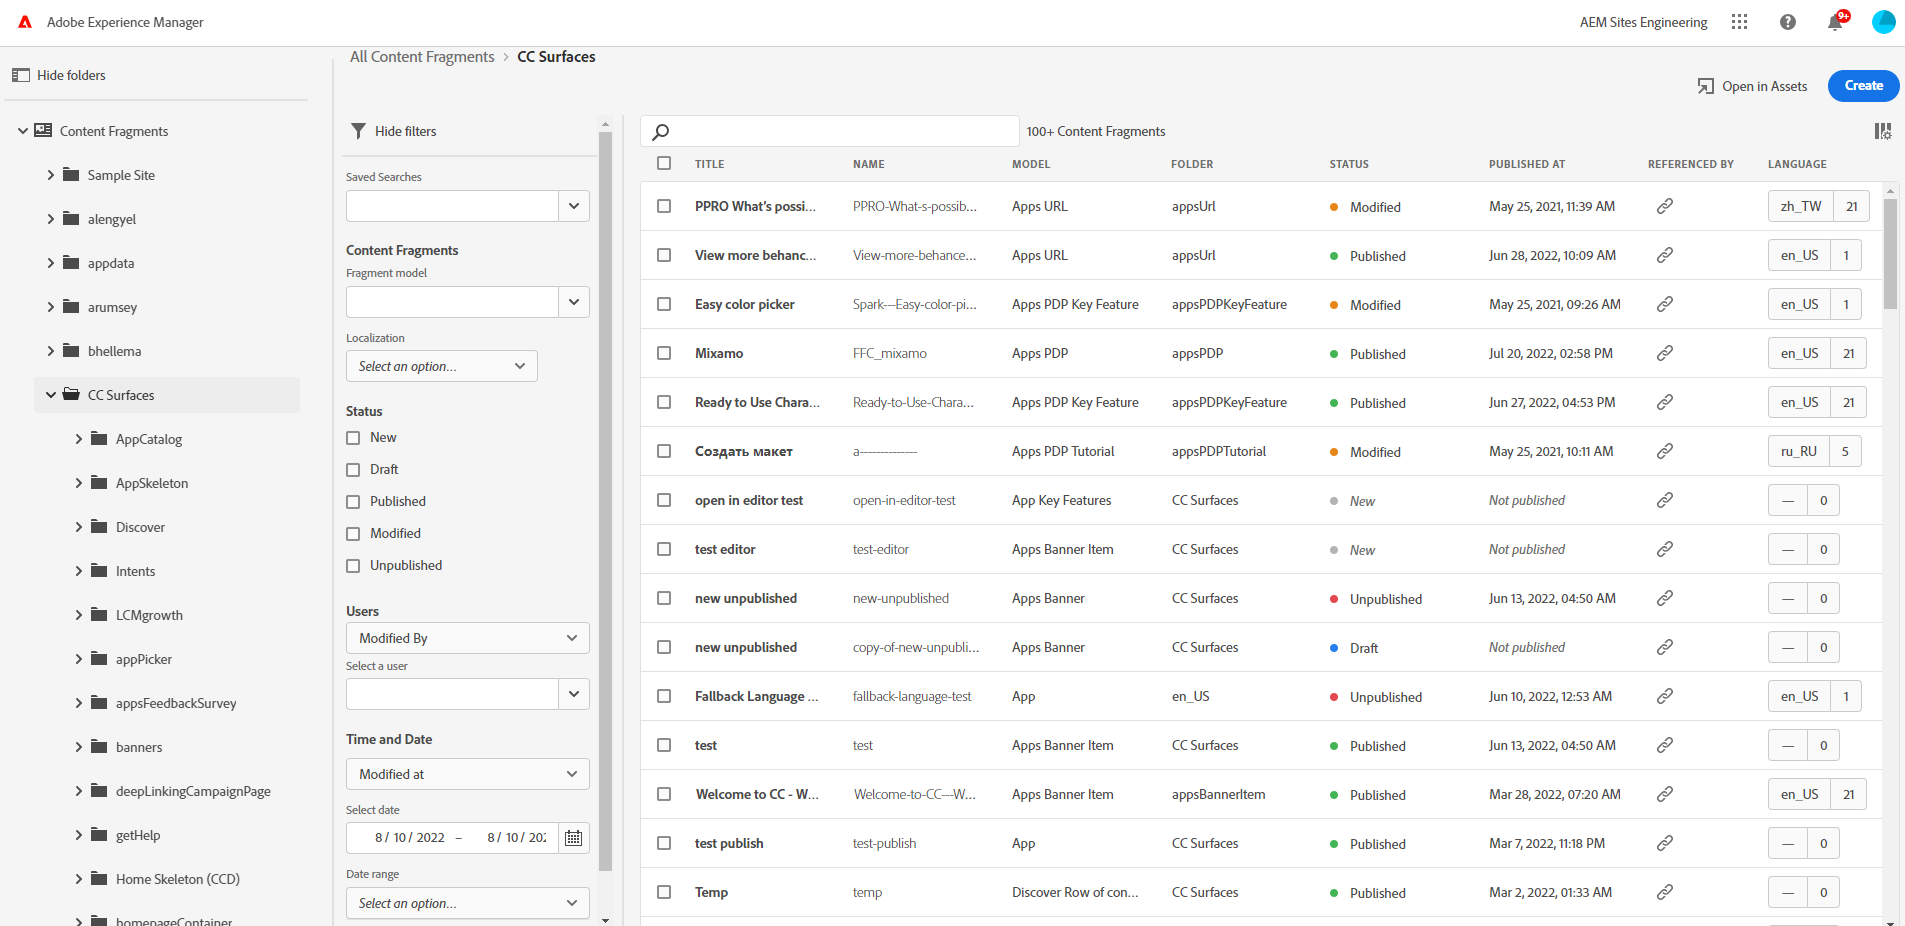 Adobe Experience Manager
AEM Sites Engineering
9+
Hide folders
Content Fragments
Sample Site
alengyel
appdata
arumsey
bhellema
CC Surfaces
AppCatalog
AppSkeleton
Discover
Intents
LCMgrowth
appPicker
appsFeedbackSurvey
banners
deepLinkingCampaignPage
getHelp
Home Skeleton (CCD)
homepageContainer
All Content Fragments > CC Surfaces
Open in Assets
Create
Hide filters
Saved Searches
Content Fragments
Fragment model
Localization
Select an option...
Status
New
Draft
Published
Modified
Unpublished
Users
Modified By
Select a user
Time and Date
Modified at
Select date
8 / 10 / 2022 – 8 / 10 / 202
Date range
Select an option...
100+ Content Fragments
TITLE NAME MODEL FOLDER STATUS PUBLISHED AT REFERENCED BY LANGUAGE
PPRO What's possi... PPRO-What-s-possib... Apps URL appsUrl Modified May 25, 2021, 11:39 AM zh_TW 21
View more behanc... View-more-behance... Apps URL appsUrl Published Jun 28, 2022, 10:09 AM en_US 1
Easy color picker Spark---Easy-color-pi... Apps PDP Key Feature appsPDPKeyFeature Modified May 25, 2021, 09:26 AM en_US 1
Mixamo FFC_mixamo Apps PDP appsPDP Published Jul 20, 2022, 02:58 PM en_US 21
Ready to Use Chara... Ready-to-Use-Chara... Apps PDP Key Feature appsPDPKeyFeature Published Jun 27, 2022, 04:53 PM en_US 21
Создать макет a-------------- Apps PDP Tutorial appsPDPTutorial Modified May 25, 2021, 10:11 AM ru_RU 5
open in editor test open-in-editor-test App Key Features CC Surfaces New Not published — 0
test editor test-editor Apps Banner Item CC Surfaces New Not published — 0
new unpublished new-unpublished Apps Banner CC Surfaces Unpublished Jun 13, 2022, 04:50 AM — 0
new unpublished copy-of-new-unpubli... Apps Banner CC Surfaces Draft Not published — 0
Fallback Language ... fallback-language-test App en_US Unpublished Jun 10, 2022, 12:53 AM en_US 1
test test Apps Banner Item CC Surfaces Published Jun 13, 2022, 04:50 AM — 0
Welcome to CC - W... Welcome-to-CC---W... Apps Banner Item appsBannerItem Published Mar 28, 2022, 07:20 AM en_US 21
test publish test-publish App CC Surfaces Published Mar 7, 2022, 11:18 PM — 0
Temp temp Discover Row of con... CC Surfaces Published Mar 2, 2022, 01:33 AM — 0